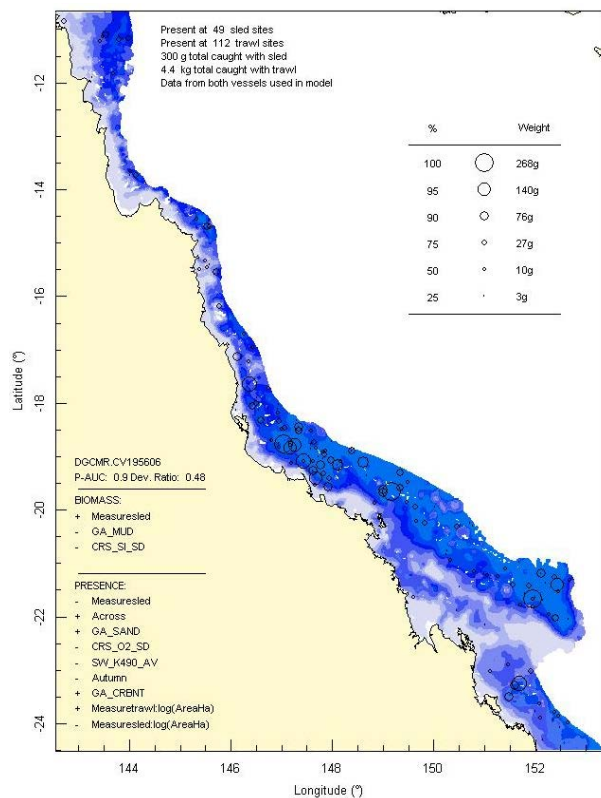 Present at 49 sled sites
Present at 112 trawl sites
300 g total caught with sled
4.4 kg total caught with trawl
Data from both vessels used in model
% Weight
100 268g
95 140g
90 76g
75 27g
50 10g
25 3g
-12
-14
-16
-18
-20
-22
-24
Latitude (°)
DGCMR.CV195606
P-AUC: 0.9 Dev. Ratio: 0.48
BIOMASS:
+ Measuresled
- GA_MUD
- CRS_SI_SD
PRESENCE:
- Measuresled
+ Across
+ GA_SAND
- CRS_O2_SD
- SW_K490_AV
- Autumn
+ GA_CRBNT
+ Measuretrawl:log(AreaHa)
- Measuresled:log(AreaHa)
144 146 148 150 152
Longitude (°)